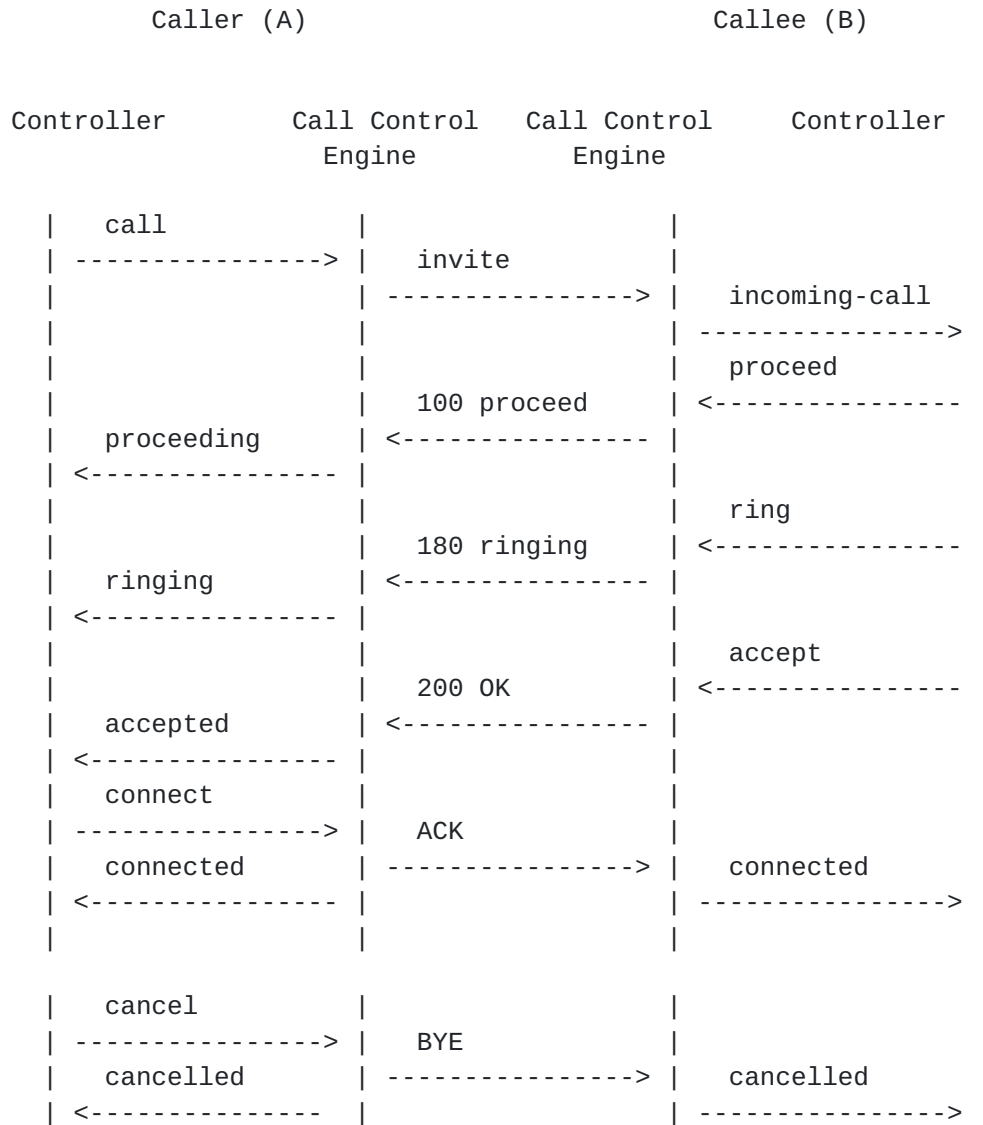 Caller (A) Callee (B)
Controller Call Control Call Control Controller
Engine Engine
| call | |
| ----------------> | invite |
| | ----------------> | incoming-call
| | | ---------------->
| | | proceed
| | 100 proceed | <----------------
| proceeding | <---------------- |
| <---------------- | |
| | | ring
| | 180 ringing | <----------------
| ringing | <---------------- |
| <---------------- | |
| | | accept
| | 200 OK | <----------------
| accepted | <---------------- |
| <---------------- | |
| connect | |
| ----------------> | ACK |
| connected | ----------------> | connected
| <---------------- | | ---------------->
| | |
| cancel | |
| ----------------> | BYE |
| cancelled | ----------------> | cancelled
| <--------------- | | ---------------->